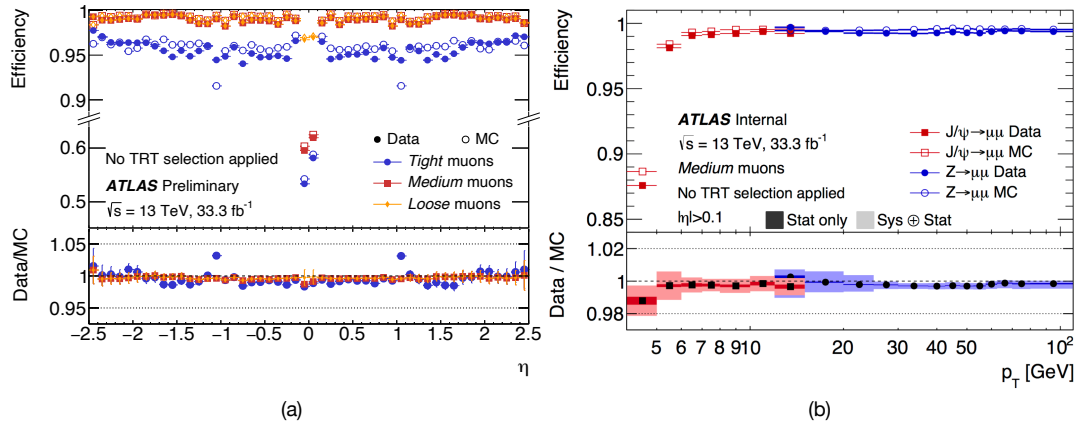 Efficiency
1
0.95
0.9
0.6
0.5
Data MC
No TRT selection applied
Tight muons
ATLAS Preliminary
Medium muons
√s = 13 TeV, 33.3 fb⁻¹
Loose muons
Data/MC
1.05
1
0.95
-2.5 -2 -1.5 -1 -0.5 0 0.5 1 1.5 2 2.5
η
(a)
Efficiency
1
0.95
0.9
0.85
ATLAS Internal
√s = 13 TeV, 33.3 fb⁻¹
Medium muons
No TRT selection applied
|η|>0.1
J/ψ→μμ Data
J/ψ→μμ MC
Z→μμ Data
Z→μμ MC
Stat only Sys ⊕ Stat
Data / MC
1.02
1
0.98
5 6 7 8 910 20 30 40 50 10²
p_T [GeV]
(b)